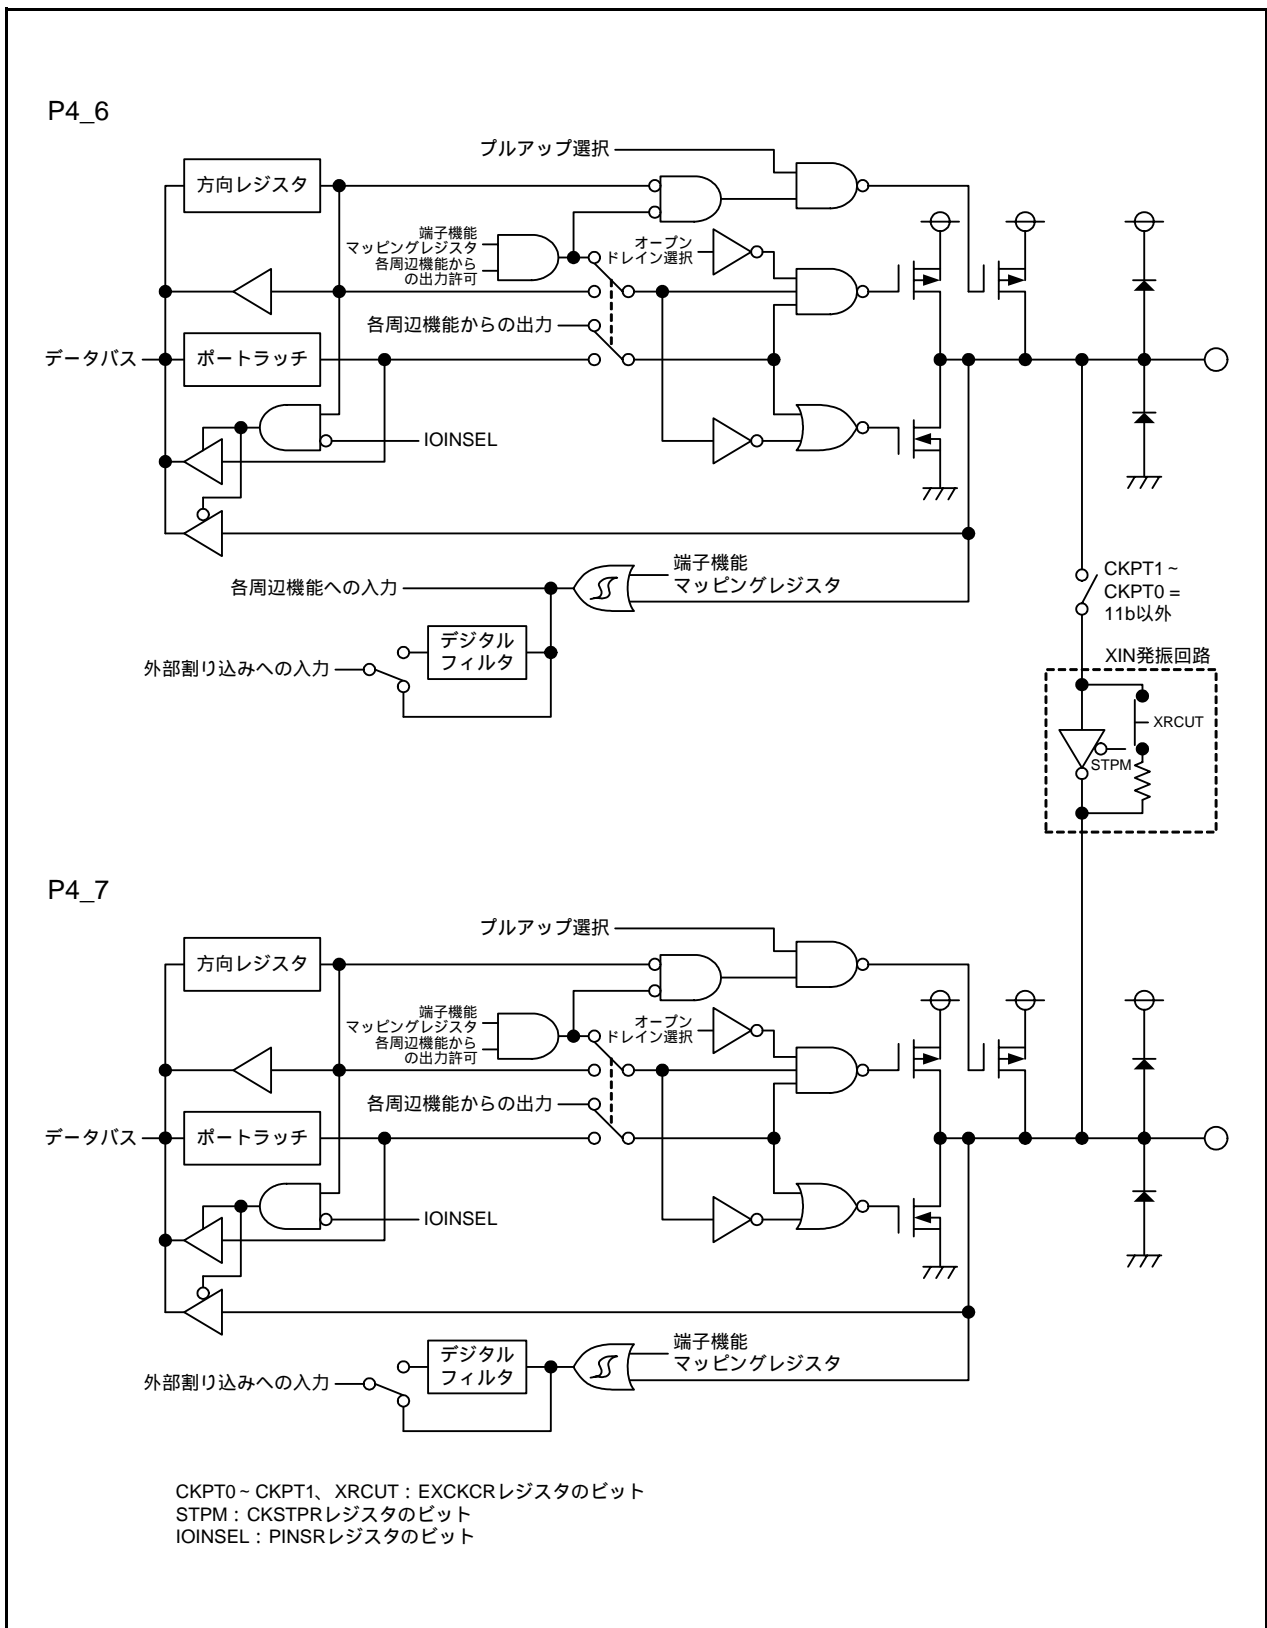 P4_6
プルアップ選択
方向レジスタ
端子機能
マッピングレジスタ
各周辺機能から
の出力許可
オープン
ドレイン選択
各周辺機能からの出力
データバス
ポートラッチ
IOINSEL
端子機能
マッピングレジスタ
各周辺機能への入力
デジタル
フィルタ
外部割り込みへの入力
CKPT1~
CKPT0 =
11b以外
XIN発振回路
XRCUT
STPM
P4_7
プルアップ選択
方向レジスタ
端子機能
マッピングレジスタ
各周辺機能から
の出力許可
オープン
ドレイン選択
各周辺機能からの出力
データバス
ポートラッチ
IOINSEL
端子機能
マッピングレジスタ
デジタル
フィルタ
外部割り込みへの入力
CKPT0~CKPT1、XRCUT:EXCKCRレジスタのビット
STPM:CKSTPRレジスタのビット
IOINSEL:PINSRレジスタのビット